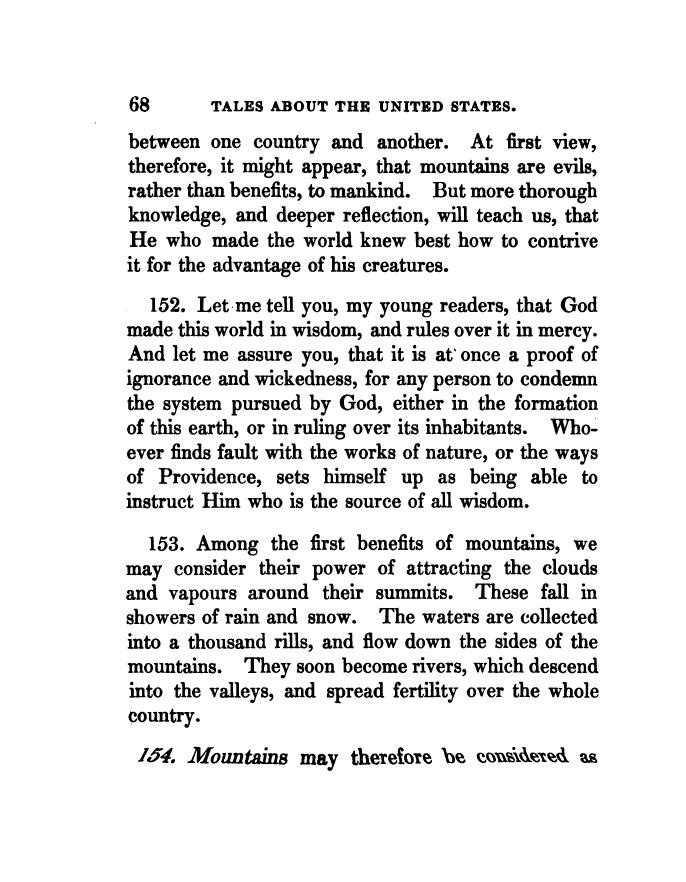 68 TALES ABOUT THE UNITED STATES.
between one country and another. At first view,
therefore, it might appear, that mountains are evils,
rather than benefits, to mankind. But more thorough
knowledge, and deeper reflection, will teach us, that
He who made the world knew best how to contrive
it for the advantage of his creatures.
152. Let me tell you, my young readers, that God
made this world in wisdom, and rules over it in mercy.
And let me assure you, that it is at once a proof of
ignorance and wickedness, for any person to condemn
the system pursued by God, either in the formation
of this earth, or in ruling over its inhabitants. Who-
ever finds fault with the works of nature, or the ways
of Providence, sets himself up as being able to
instruct Him who is the source of all wisdom.
153. Among the first benefits of mountains, we
may consider their power of attracting the clouds
and vapours around their summits. These fall in
showers of rain and snow. The waters are collected
into a thousand rills, and flow down the sides of the
mountains. They soon become rivers, which descend
into the valleys, and spread fertility over the whole
country.
154. Mountains may therefore be considered as